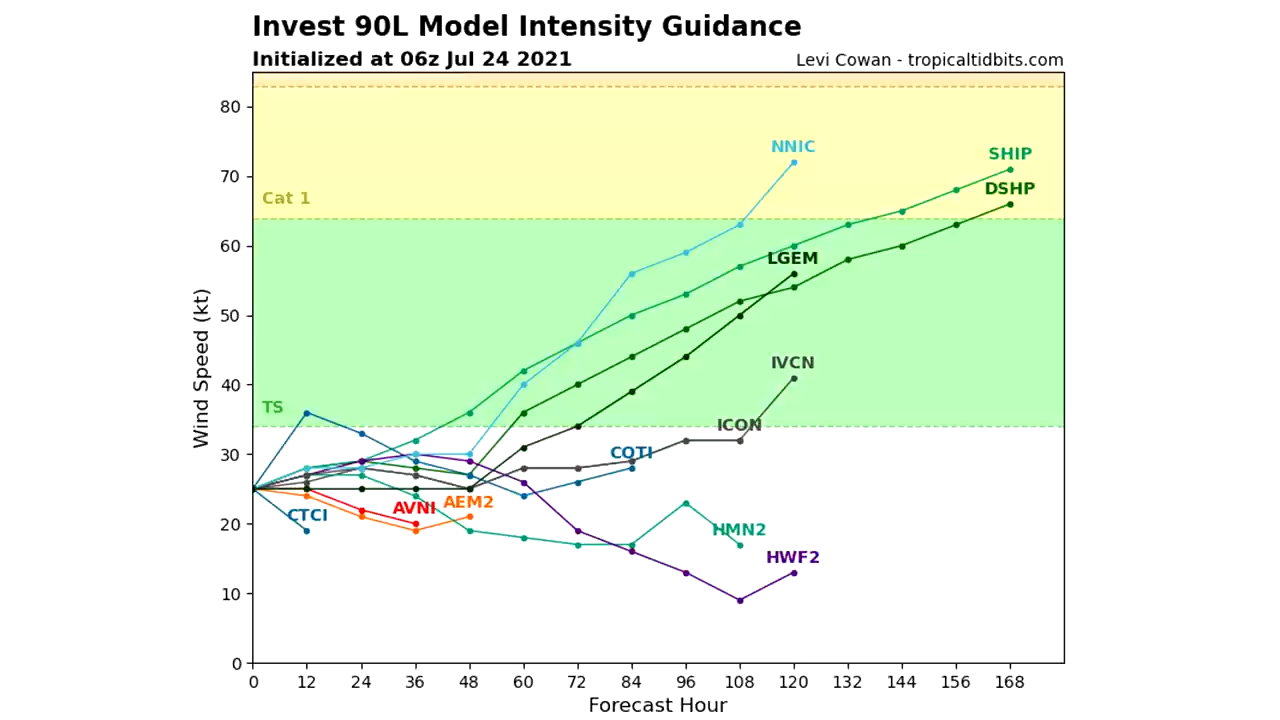 Invest 90L Model Intensity Guidance
Initialized at 06z Jul 24 2021
Levi Cowan - tropicaltidbits.com
Wind Speed (kt)
80
70
60
50
40
30
20
10
0
Cat 1
TS
NNIC
SHIP
DSHP
LGEM
IVCN
ICON
COTI
AEM2
AVNI
CTCI
HMN2
HWF2
0 12 24 36 48 60 72 84 96 108 120 132 144 156 168
Forecast Hour